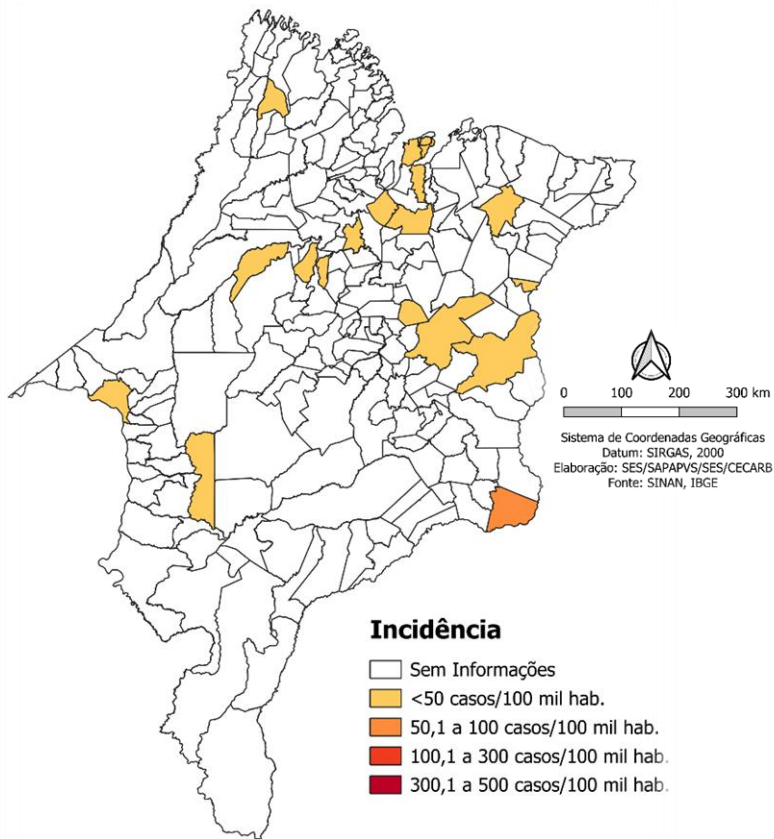 0 100 200 300 km
Sistema de Coordenadas Geográficas
Datum: SIRGAS, 2000
Elaboração: SES/SAPAPVS/SES/CECARB
Fonte: SINAN, IBGE
Incidência
Sem Informações
<50 casos/100 mil hab.
50,1 a 100 casos/100 mil hab.
100,1 a 300 casos/100 mil hab.
300,1 a 500 casos/100 mil hab.